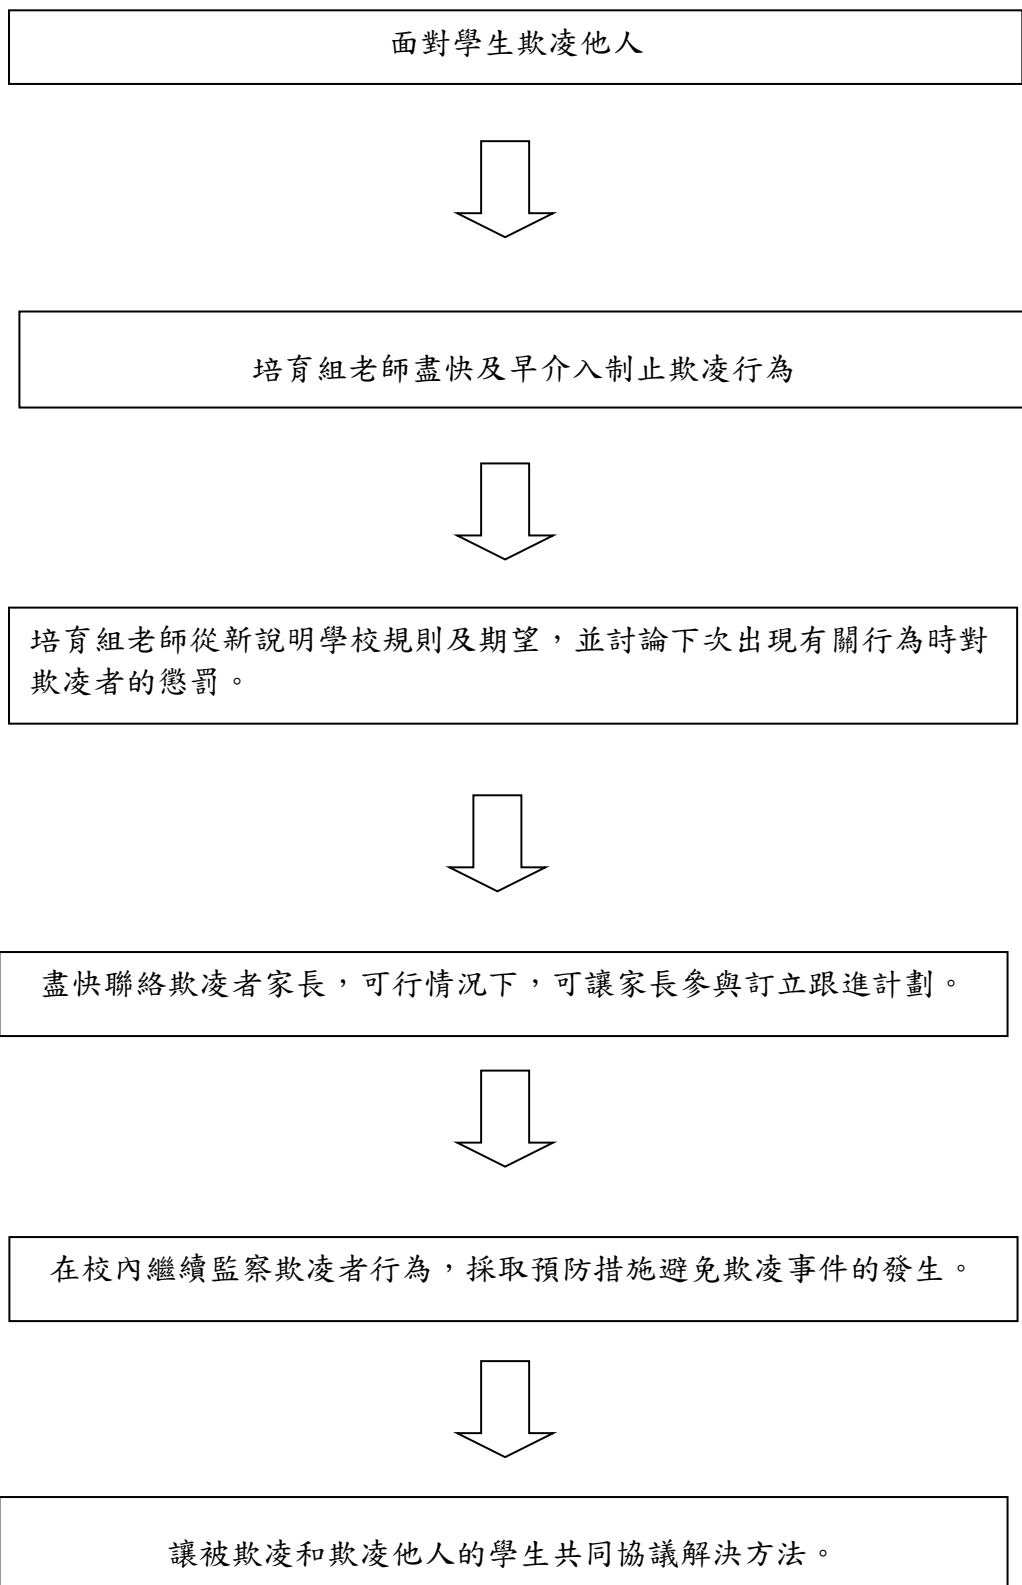 面對學生欺凌他人
培育組老師盡快及早介入制止欺凌行為
培育組老師從新說明學校規則及期望，並討論下次出現有關行為時對
欺凌者的懲罰。
盡快聯絡欺凌者家長，可行情況下，可讓家長參與訂立跟進計劃。
在校內繼續監察欺凌者行為，採取預防措施避免欺凌事件的發生。
讓被欺凌和欺凌他人的學生共同協議解決方法。